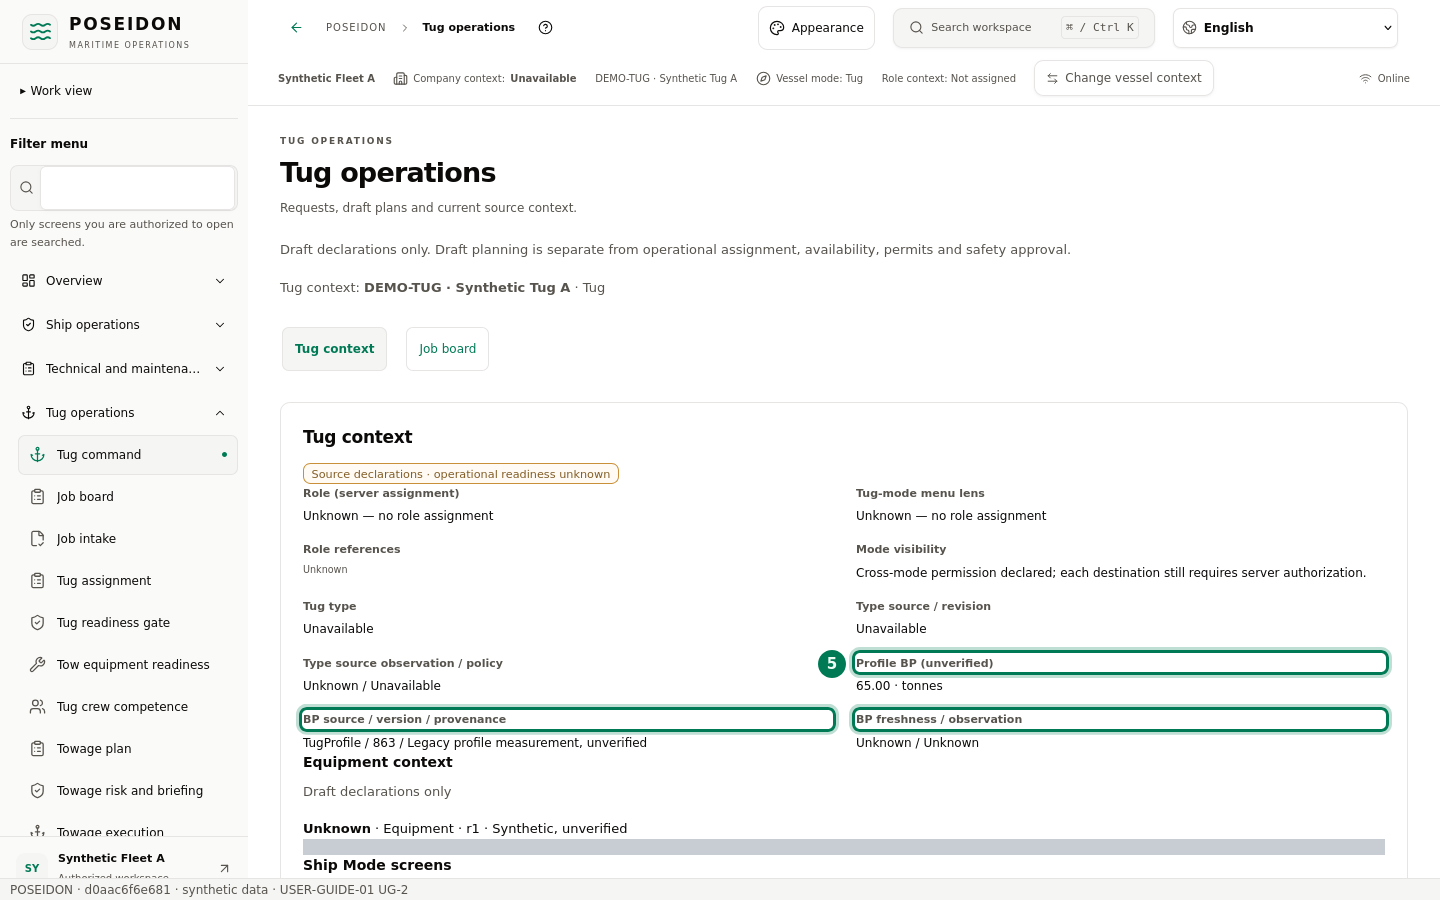 POSEIDON
MARITIME OPERATIONS
Work view
Filter menu
Only screens you are authorized to open
are searched.
Overview
Ship operations
Technical and maintena...
Tug operations
Tug command
Job board
Job intake
Tug assignment
Tug readiness gate
Tow equipment readiness
Tug crew competence
Towage plan
Towage risk and briefing
Towage execution
SY
Synthetic Fleet A
Authorized workspace
POSEIDON
Tug operations
Appearance
Search workspace
⌘ / Ctrl K
English
Synthetic Fleet A
Company context: Unavailable
DEMO-TUG · Synthetic Tug A
Vessel mode: Tug
Role context: Not assigned
Change vessel context
Online
TUG OPERATIONS
Tug operations
Requests, draft plans and current source context.
Draft declarations only. Draft planning is separate from operational assignment, availability, permits and safety approval.
Tug context: DEMO-TUG · Synthetic Tug A · Tug
Tug context
Job board
Tug context
Source declarations · operational readiness unknown
Role (server assignment)
Unknown — no role assignment
Tug-mode menu lens
Unknown — no role assignment
Role references
Unknown
Mode visibility
Cross-mode permission declared; each destination still requires server authorization.
Tug type
Unavailable
Type source / revision
Unavailable
Type source observation / policy
Unknown / Unavailable
5
Profile BP (unverified)
65.00 · tonnes
BP source / version / provenance
TugProfile / 863 / Legacy profile measurement, unverified
BP freshness / observation
Unknown / Unknown
Equipment context
Draft declarations only
Unknown · Equipment · r1 · Synthetic, unverified
Ship Mode screens
POSEIDON · d0aac6f6e681 · synthetic data · USER-GUIDE-01 UG-2